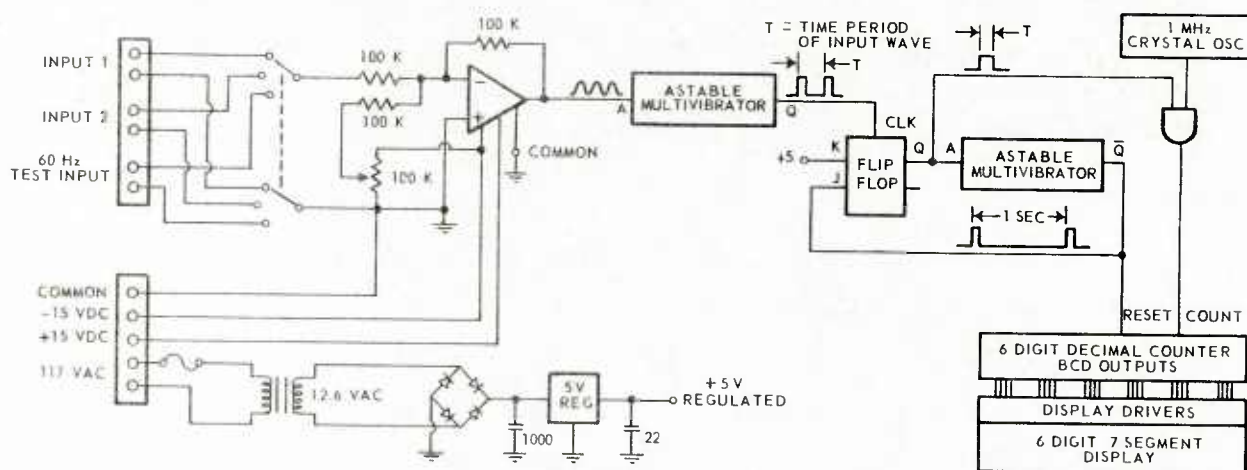 INPUT 1
INPUT 2
60 Hz
TEST INPUT
100 K
100 K
100 K
100 K
−
+
COMMON
A
ASTABLE
MULTIVIBRATOR
Q
T = TIME PERIOD
OF INPUT WAVE
T
T
1 MHz
CRYSTAL OSC
CLK
K
+5
J
FLIP
FLOP
Q
A
ASTABLE
MULTIVIBRATOR
Q̅
1 SEC
COMMON
−15 VDC
+15 VDC
117 VAC
12.6 VAC
1000
5V
REG
22
+5V
REGULATED
RESET
COUNT
6 DIGIT DECIMAL COUNTER
BCD OUTPUTS
DISPLAY DRIVERS
6 DIGIT 7 SEGMENT
DISPLAY